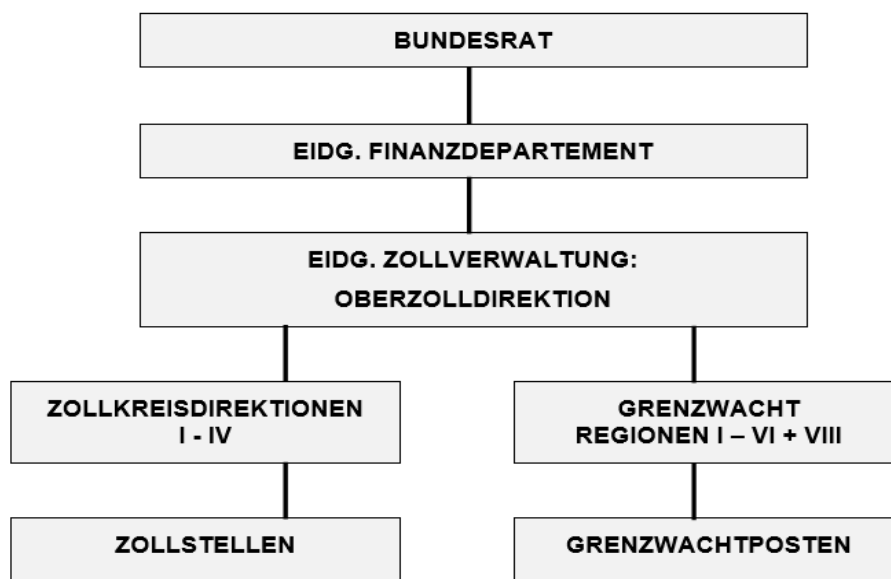 BUNDESRAT
EIDG. FINANZDEPARTEMENT
EIDG. ZOLLVERWALTUNG:
OBERZOLLDIREKTION
ZOLLKREISDIREKTIONEN
I - IV
GRENZWACHT
REGIONEN I – VI + VIII
ZOLLSTELLEN
GRENZWACHTPOSTEN